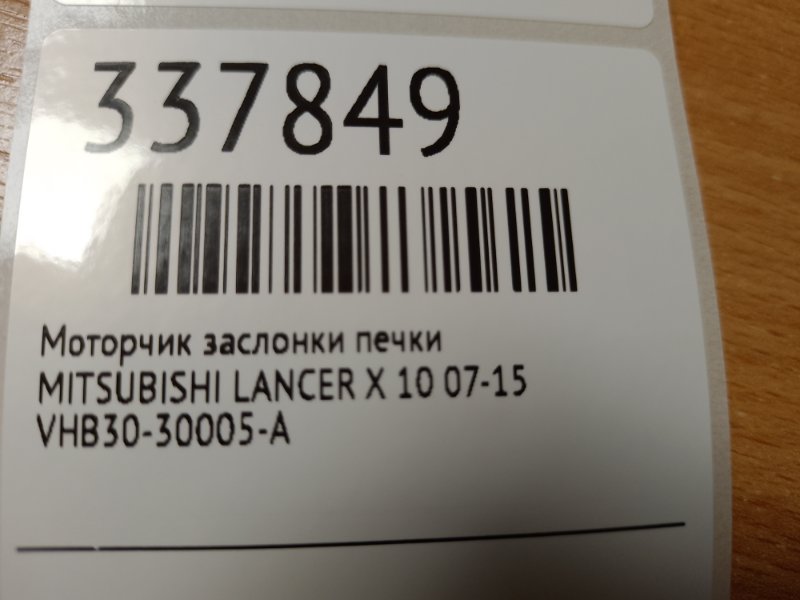 337849
Моторчик заслонки печки
MITSUBISHI LANCER X 10 07-15
VHB30-30005-A